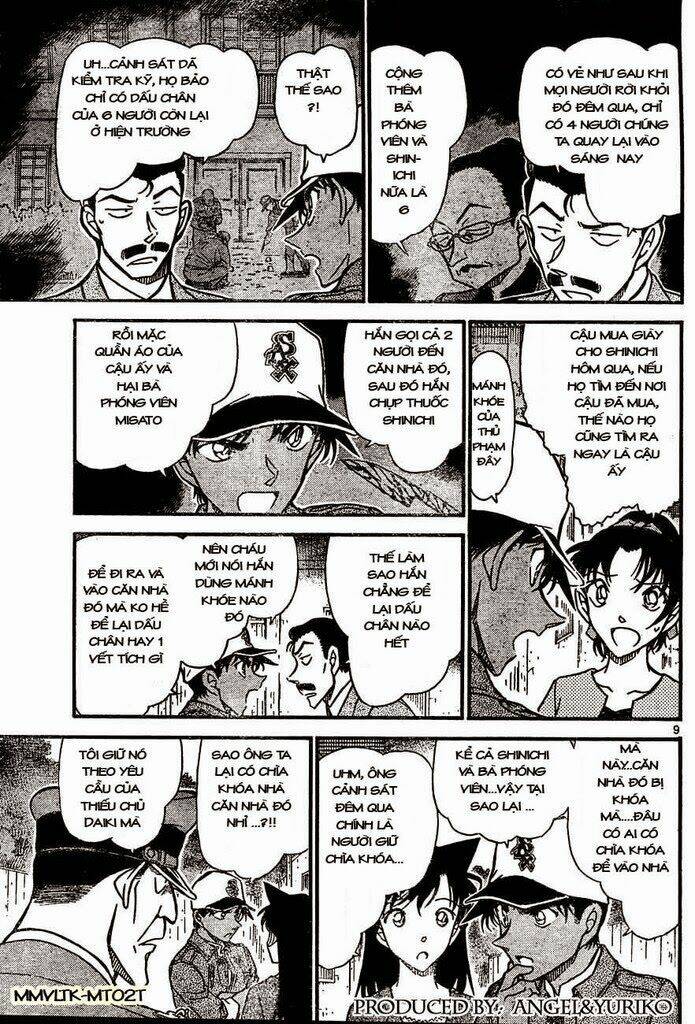 CÓ VẺ NHƯ SAU KHI
MỌI NGƯỜI RỜI KHỎI
ĐÓ ĐÊM QUA, CHỈ
CÓ 4 NGƯỜI CHÚNG
TA QUAY LẠI VÀO
SÁNG NAY
CỘNG
THÊM
BÀ
PHÓNG
VIÊN VÀ
SHIN-
ICHI
NỮA LÀ
6
THẬT
THẾ SAO
?!
UH...CẢNH SÁT DÃ
KIỂM TRA KỸ, HỌ BẢO
CHỈ CÓ DẤU CHÂN
CỦA 6 NGƯỜI CÒN LẠI
Ở HIỆN TRƯỜNG
CẬU MUA GIÀY
CHO SHINICHI
HÔM QUA, NẾU
HỌ TÌM ĐẾN NƠI
CẬU ĐÃ MUA,
THẾ NÀO HỌ
CŨNG TÌM RA
NGAY LÀ CẬU
ẤY
MÁNH
KHÓE
CỦA
THỦ
PHẠM
ĐẤY
HẮN GỌI CẢ 2
NGƯỜI ĐẾN
CĂN NHÀ ĐÓ,
SAU ĐÓ HẮN
CHỤP THUỐC
SHINICHI
RỒI MẶC
QUẦN ÁO CỦA
CẬU ẤY VÀ
HẠI BÀ
PHÓNG VIÊN
MISATO
THẾ LÀM
SAO HẮN
CHẲNG ĐỂ
LẠI DẤU
CHÂN NÀO
HẾT
NÊN CHÁU
MỚI NÓI HẮN
DÙNG MÁNH
KHÓE NÀO
ĐÓ
ĐỂ ĐI RA VÀ
VÀO CĂN NHÀ
ĐÓ MÀ KO HỀ
ĐỂ LẠI DẤU
CHÂN HAY 1
VẾT TÍCH GÌ
9
MÀ
NÀY..CĂN
NHÀ ĐÓ BỊ
KHÓA
MÀ....ĐÂU
CÓ AI CÓ
CHÌA KHÓA
ĐỂ VÀO NHÀ
KỂ CẢ SHINICHI
VÀ BÀ PHÓNG
VIÊN...VẬY TẠI
SAO LẠI ...
UHM, ÔNG
CẢNH SÁT
ĐÊM QUA
CHÍNH LÀ
NGƯỜI GIỮ
CHÌA KHÓA...
SAO ÔNG TA
LẠI CÓ CHÌA
KHÓA NHÀ
CĂN NHÀ ĐÓ
NHỈ ...?!!
TÔI GIỮ NÓ
THEO YÊU
CẦU CỦA
THIẾU CHỦ
DAIKI MÀ
MMVLTK-MT02T
PRODUCED BY: ANGEL&YURIKO